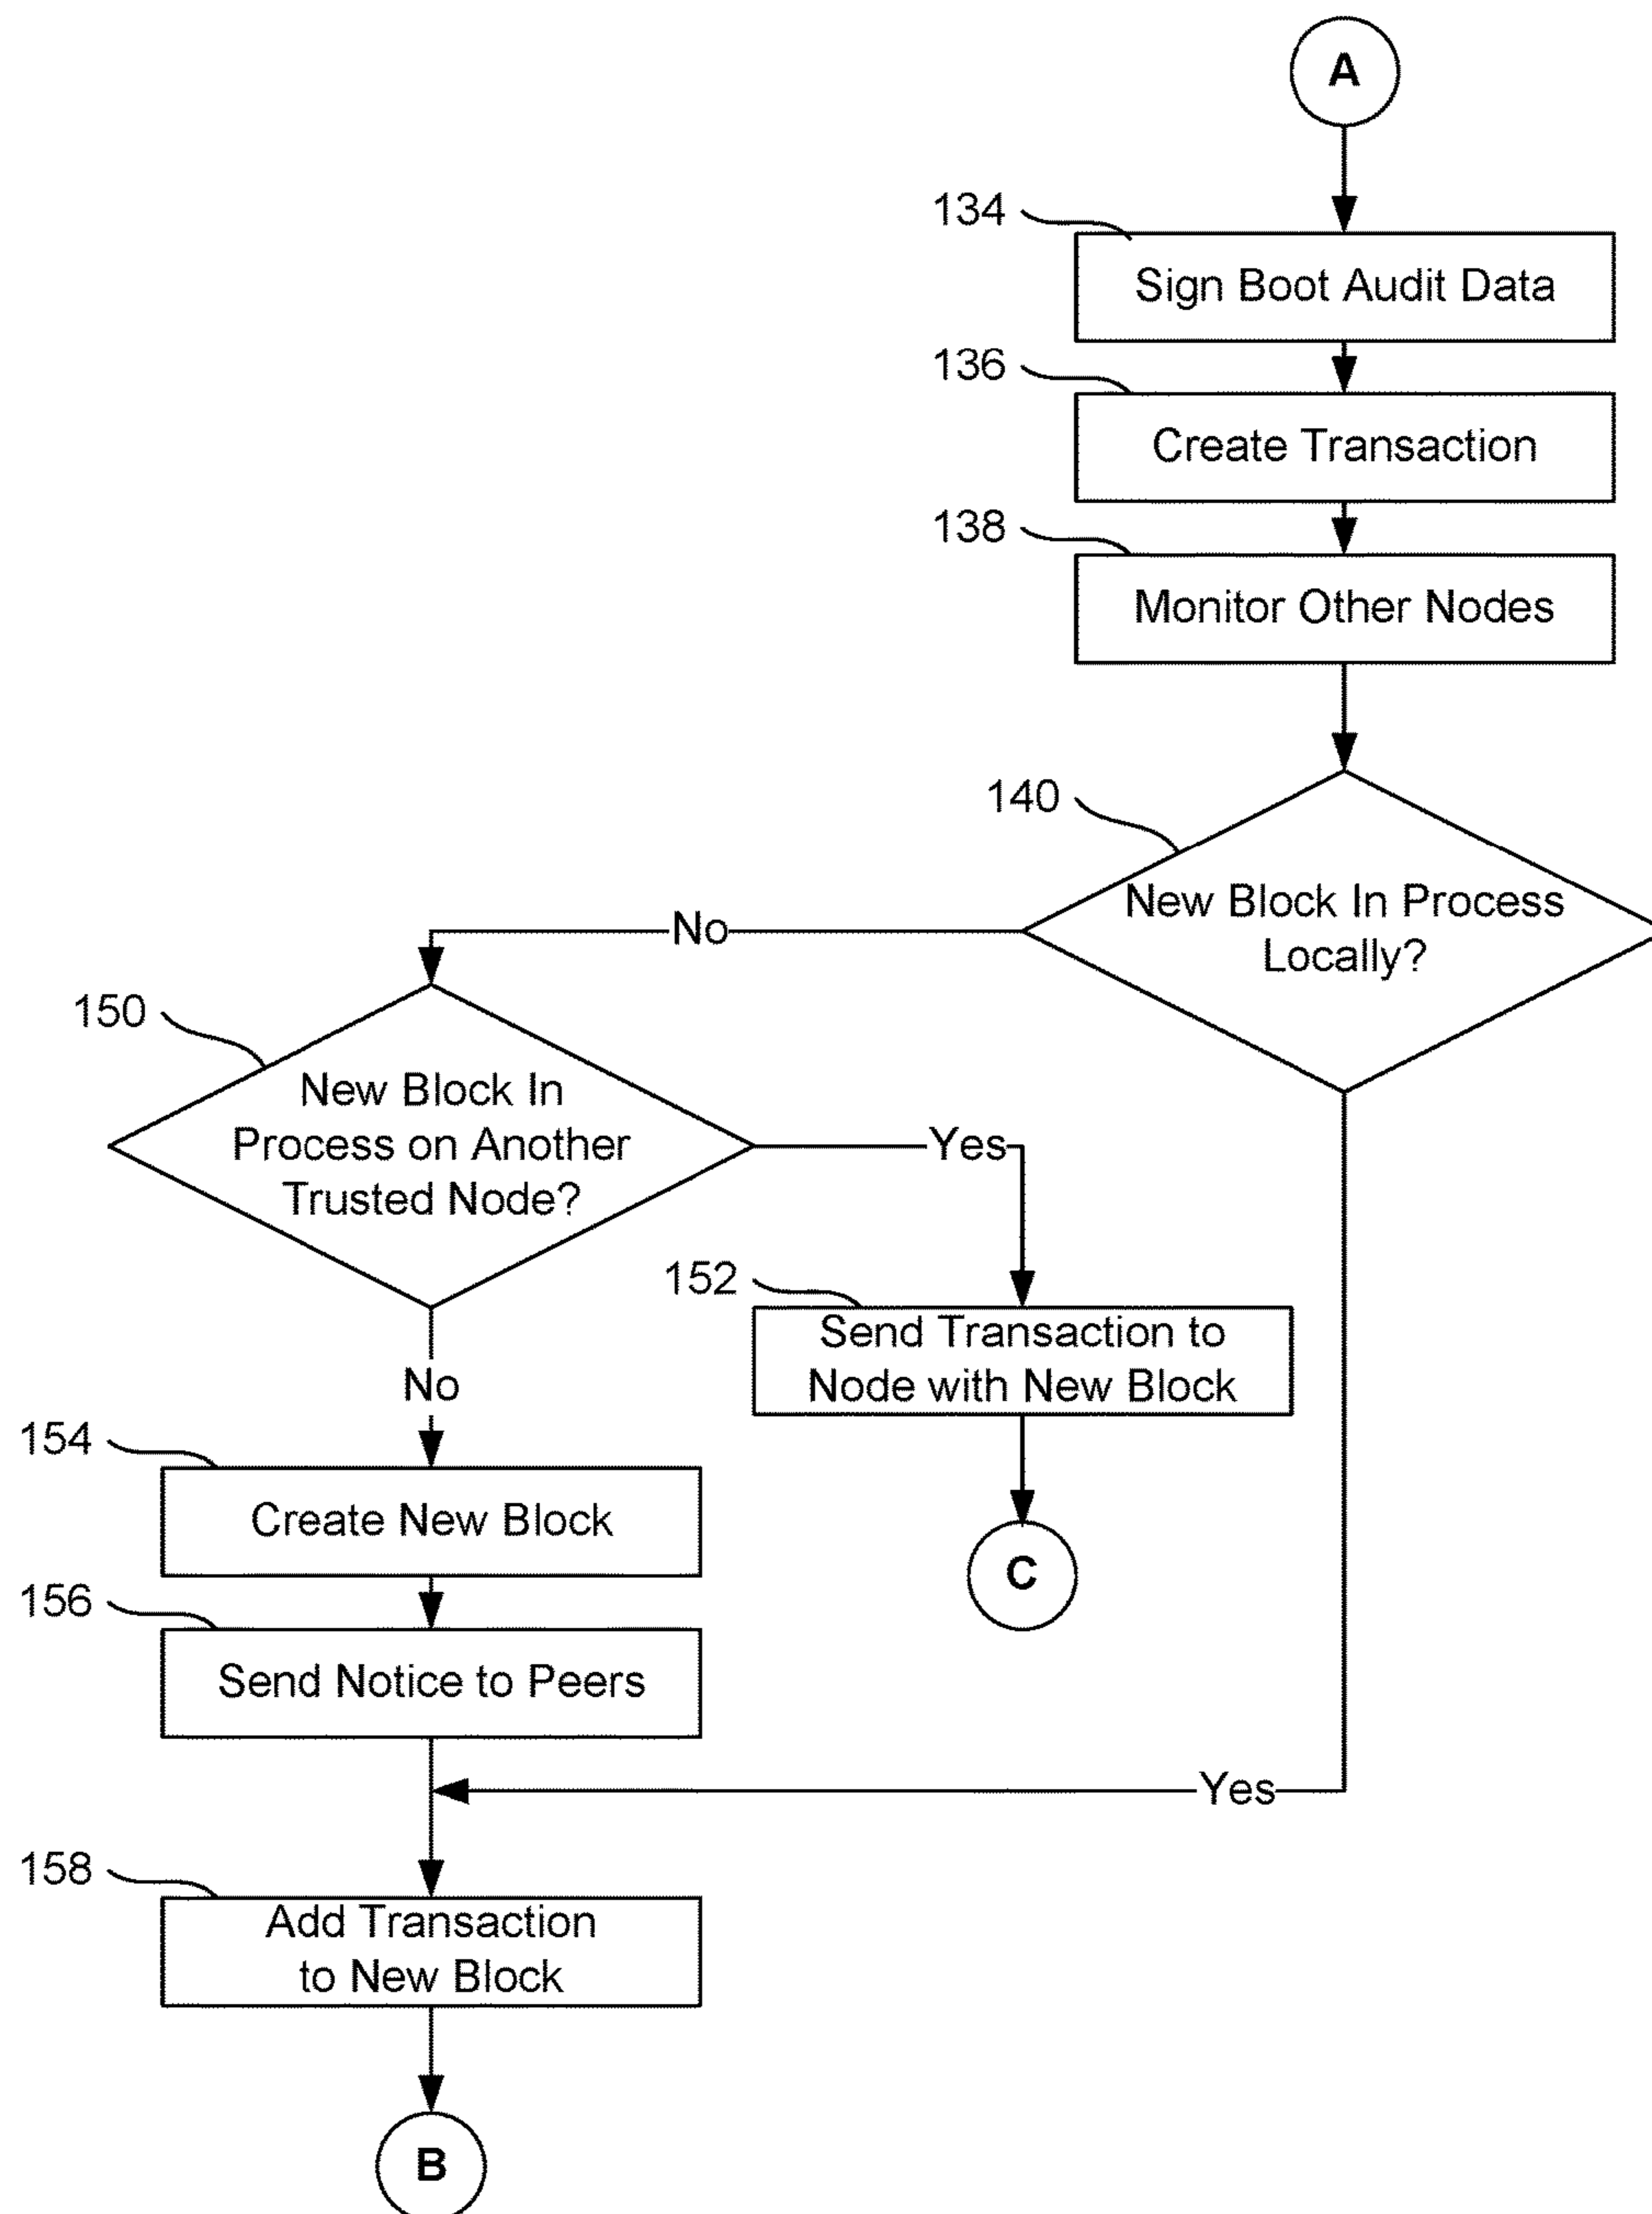 A
134
Sign Boot Audit Data
136
Create Transaction
138
Monitor Other Nodes
140
New Block In Process
Locally?
No
150
New Block In
Process on Another
Trusted Node?
Yes
152
Send Transaction to
Node with New Block
No
154
Create New Block
C
156
Send Notice to Peers
Yes
158
Add Transaction
to New Block
B